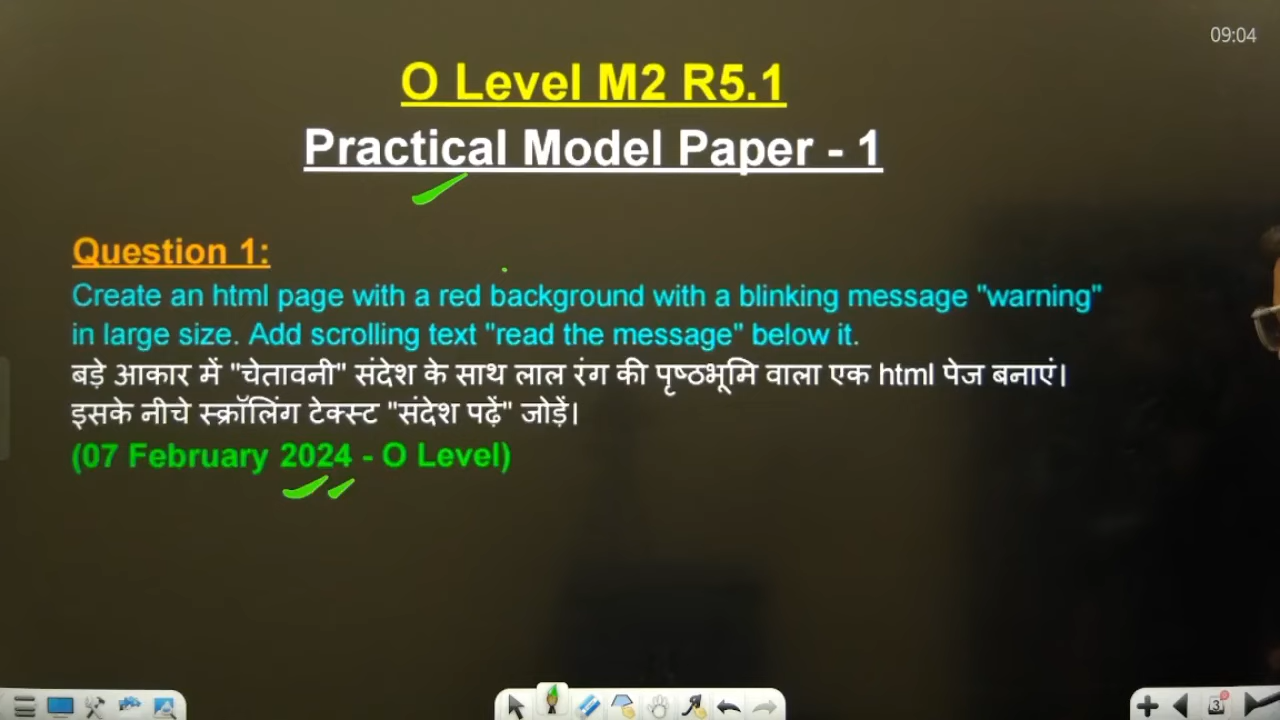 09:04
O Level M2 R5.1
Practical Model Paper - 1
Question 1:
Create an html page with a red background with a blinking message "warning"
in large size. Add scrolling text "read the message" below it.
बड़े आकार में "चेतावनी" संदेश के साथ लाल रंग की पृष्ठभूमि वाला एक html पेज बनाएं।
इसके नीचे स्क्रॉलिंग टेक्स्ट "संदेश पढ़ें" जोड़ें।
(07 February 2024 - O Level)
3